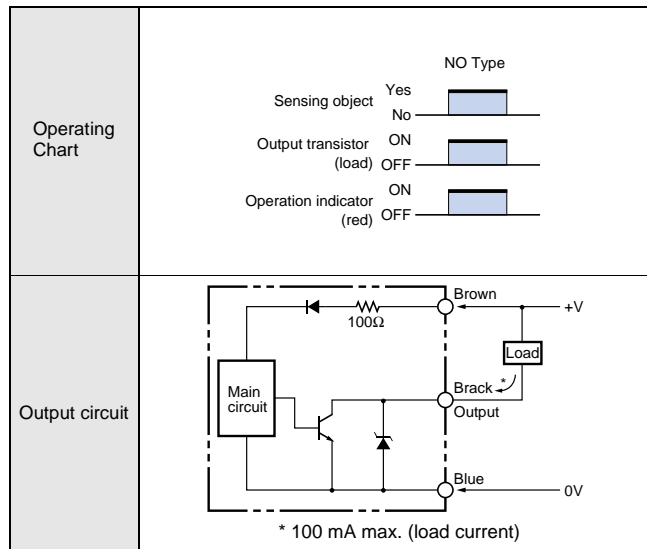 Operating
Chart
NO Type
Sensing object
Yes
No
Output transistor
(load)
ON
OFF
Operation indicator
(red)
ON
OFF
Output circuit
Brown
+V
100Ω
Load
Main
circuit
Brack
*
Output
Blue
0V
* 100 mA max. (load current)